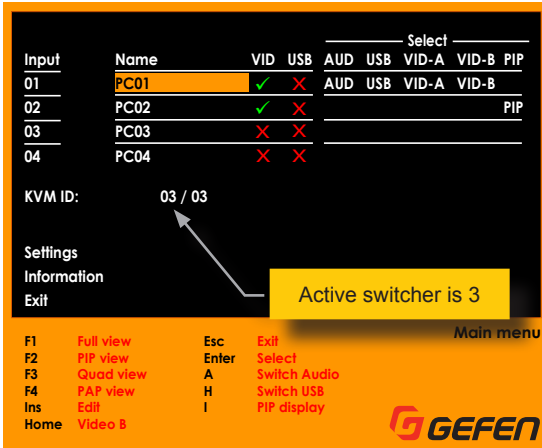 Select
Input Name VID USB AUD USB VID-A VID-B PIP
01 PC01 ✓ X AUD USB VID-A VID-B
02 PC02 ✓ X PIP
03 PC03 X X
04 PC04 X X
KVM ID: 03 / 03
Settings
Information
Exit
Active switcher is 3
Main menu
F1 Full view Esc Exit
F2 PIP view Enter Select
F3 Quad view A Switch Audio
F4 PAP view H Switch USB
Ins Edit I PIP display
Home Video B
GEFEN